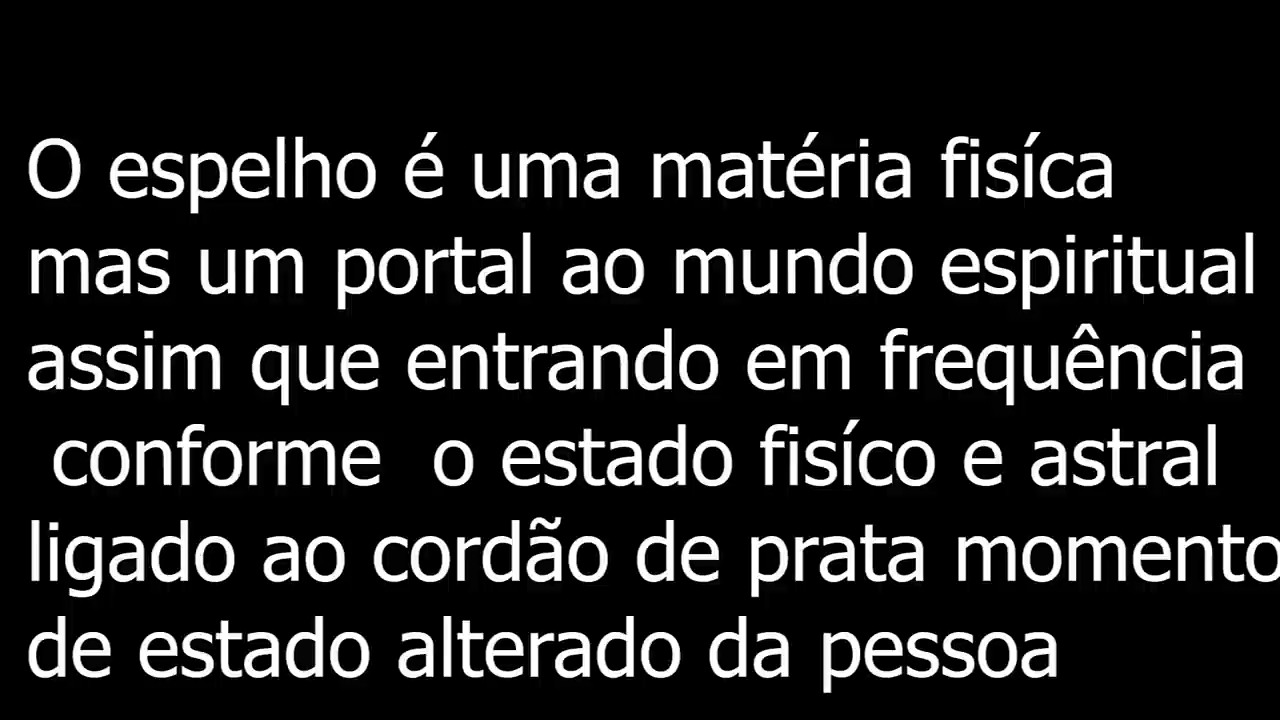 O espelho é uma matéria fisíca
mas um portal ao mundo espiritual
assim que entrando em frequência
conforme o estado fisíco e astral
ligado ao cordão de prata momento
de estado alterado da pessoa